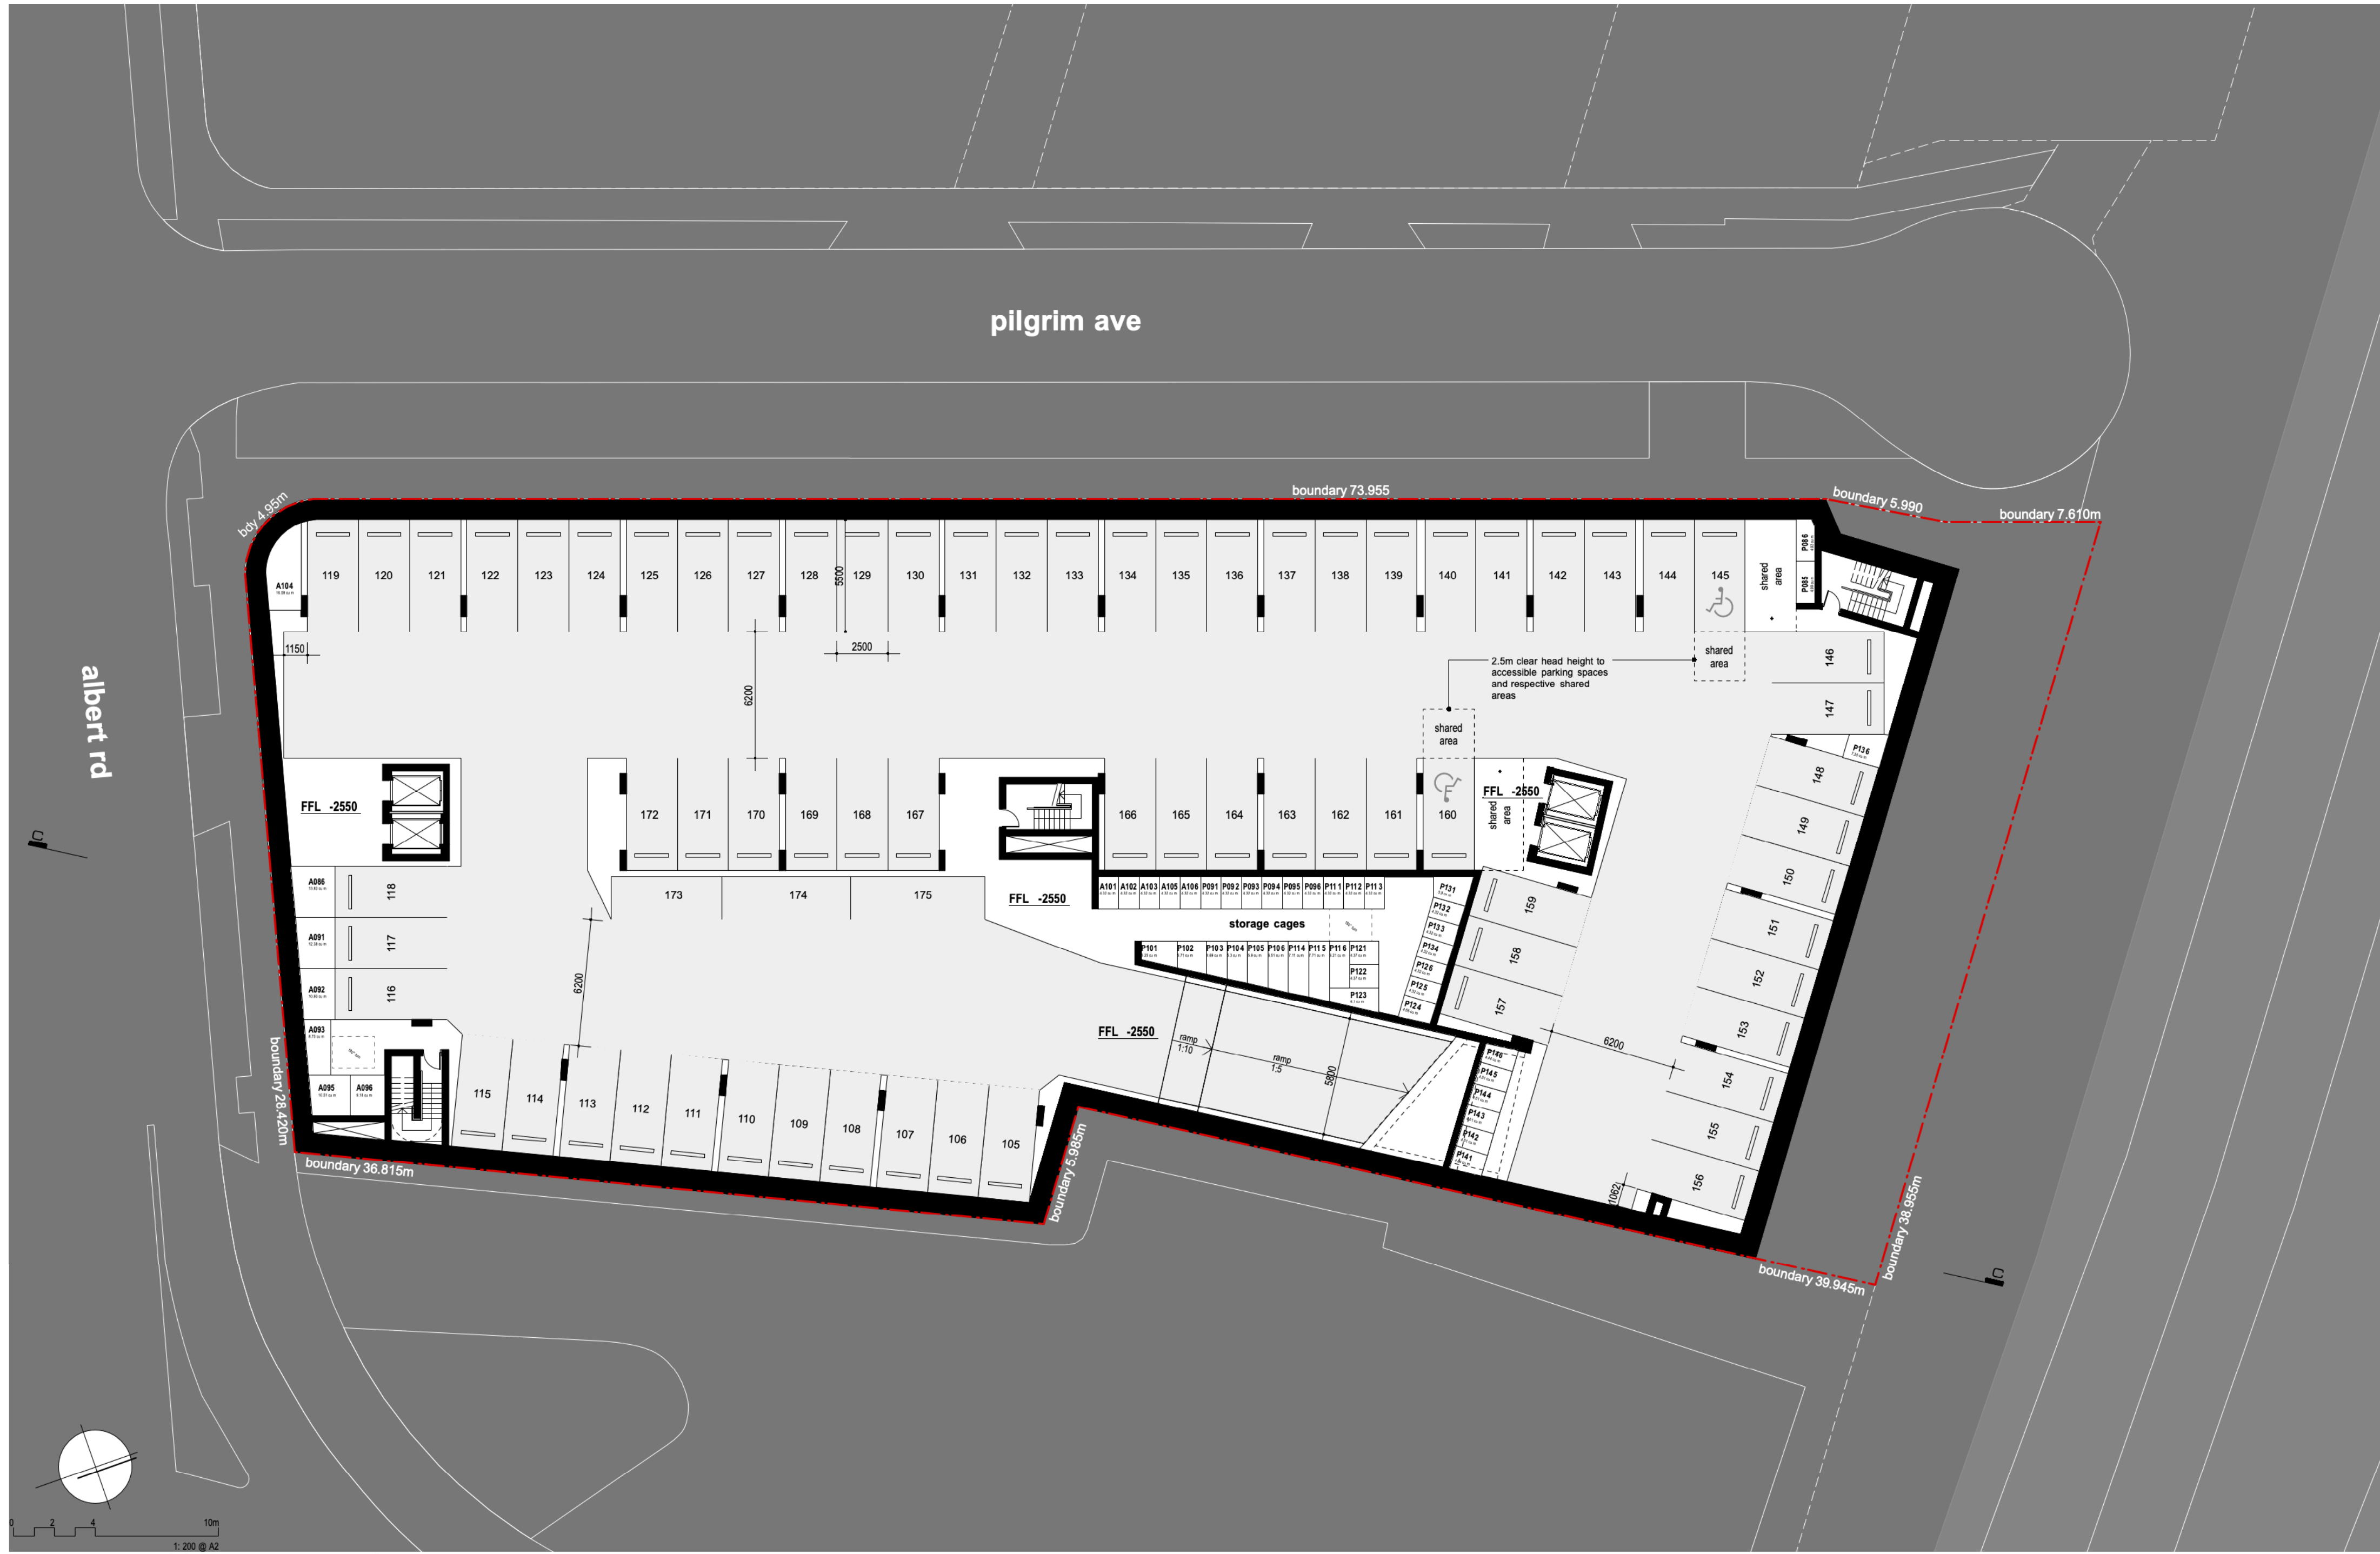 pilgrim ave
albert rd
boundary 73.955
boundary 5.990
boundary 7.610m
bdy 4.95m
A104
119
120
121
122
123
124
125
126
127
128
129
130
131
132
133
134
135
136
137
138
139
140
141
142
143
144
145
shared
area
P086
P085
5500
1150
2500
6200
2.5m clear head height to
accessible parking spaces
and respective shared
areas
shared
area
146
147
shared
area
P136
FFL -2550
172
171
170
169
168
167
166
165
164
163
162
161
160
shared
area
FFL -2550
148
149
150
151
152
153
154
155
156
A086
118
A091
117
A092
116
A093
A095
A096
173
174
175
FFL -2550
A101
A102
A103
A105
A106
P091
P092
P093
P094
P095
P096
P111
P112
P113
storage cages
P101
P102
P103
P104
P105
P106
P114
P115
P116
P121
P122
P123
P131
P132
P133
P134
P126
P125
P124
159
158
157
6200
6200
FFL -2550
ramp
1:10
ramp
1:5
5800
P146
P145
P144
P143
P142
P141
1062
115
114
113
112
111
110
109
108
107
106
105
boundary 28.420m
boundary 36.815m
boundary 5.985m
boundary 39.945m
boundary 38.955m
c
c
0 2 4 10m
1: 200 @ A2